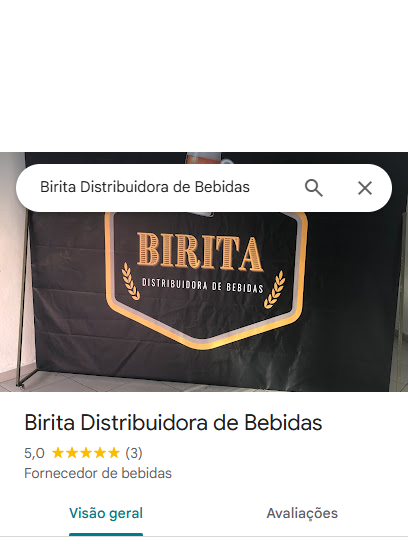 Birita Distribuidora de Bebidas
BIRITA
DISTRIBUIDORA DE BEBIDAS
Birita Distribuidora de Bebidas
5,0 (3)
Fornecedor de bebidas
Visão geral
Avaliações